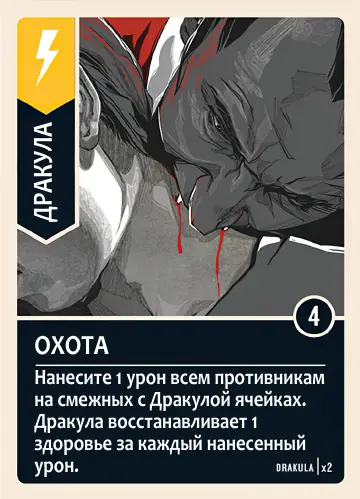 ДРАКУЛА
4
ОХОТА
Нанесите 1 урон всем противникам
на смежных с Дракулой ячейках.
Дракула восстанавливает 1
здоровье за каждый нанесенный
урон.
DRAKULA | x2